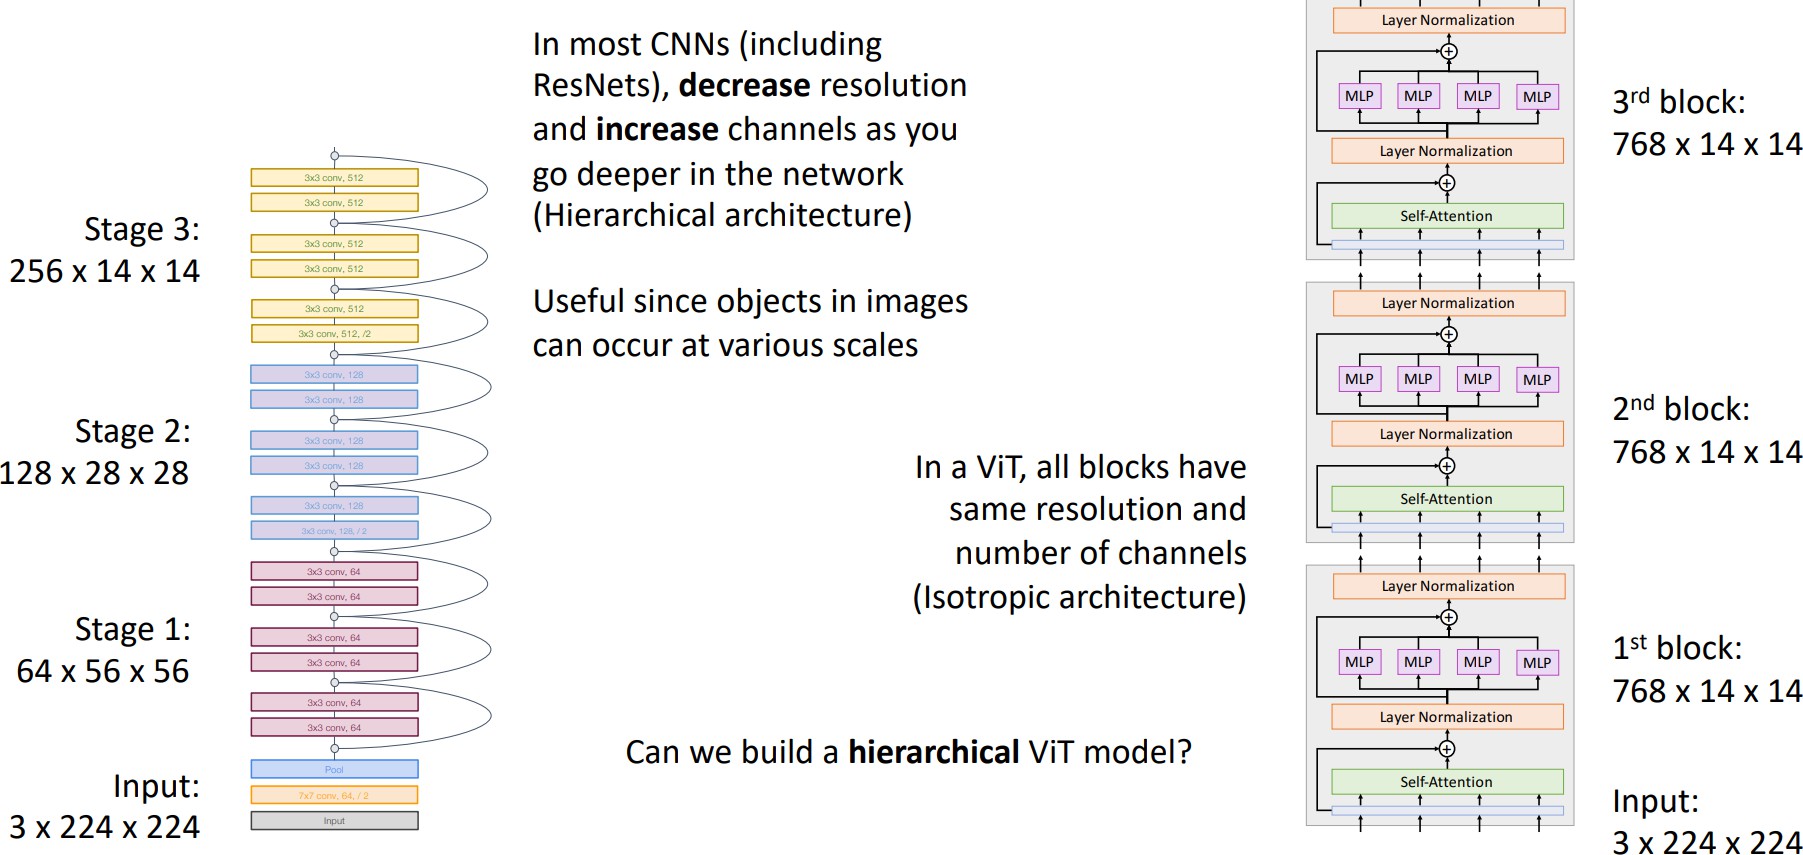 In most CNNs (including
ResNets), decrease resolution
and increase channels as you
go deeper in the network
(Hierarchical architecture)
Useful since objects in images
can occur at various scales
Stage 3:
256 x 14 x 14
Stage 2:
128 x 28 x 28
Stage 1:
64 x 56 x 56
Input:
3 x 224 x 224
3x3 conv, 512
3x3 conv, 512
3x3 conv, 512
3x3 conv, 512
3x3 conv, 512
3x3 conv, 512, /2
3x3 conv, 128
3x3 conv, 128
3x3 conv, 128
3x3 conv, 128
3x3 conv, 128
3x3 conv, 128, / 2
3x3 conv, 64
3x3 conv, 64
3x3 conv, 64
3x3 conv, 64
3x3 conv, 64
3x3 conv, 64
Pool
7x7 conv, 64, / 2
Input
In a ViT, all blocks have
same resolution and
number of channels
(Isotropic architecture)
Can we build a hierarchical ViT model?
Layer Normalization
+
MLP MLP MLP MLP
Layer Normalization
+
Self-Attention
Layer Normalization
+
MLP MLP MLP MLP
Layer Normalization
+
Self-Attention
Layer Normalization
+
MLP MLP MLP MLP
Layer Normalization
+
Self-Attention
3rd block:
768 x 14 x 14
2nd block:
768 x 14 x 14
1st block:
768 x 14 x 14
Input:
3 x 224 x 224